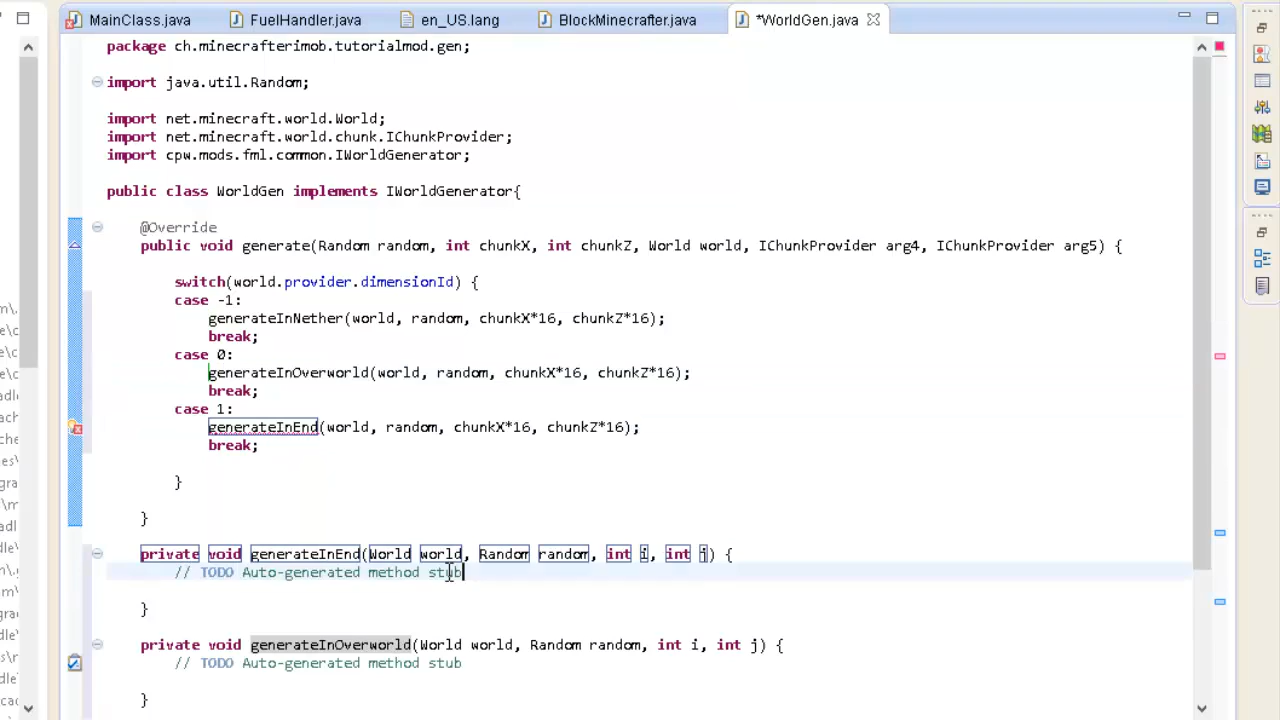 MainClass.java FuelHandler.java en_US.lang BlockMinecrafter.java *WorldGen.java
package ch.minecrafterimob.tutorialmod.gen;
import java.util.Random;
import net.minecraft.world.World;
import net.minecraft.world.chunk.IChunkProvider;
import cpw.mods.fml.common.IWorldGenerator;
public class WorldGen implements IWorldGenerator{
@Override
public void generate(Random random, int chunkX, int chunkZ, World world, IChunkProvider arg4, IChunkProvider arg5) {
switch(world.provider.dimensionId) {
case -1:
generateInNether(world, random, chunkX*16, chunkZ*16);
break;
case 0:
generateInOverworld(world, random, chunkX*16, chunkZ*16);
break;
case 1:
generateInEnd(world, random, chunkX*16, chunkZ*16);
break;
}
}
private void generateInEnd(World world, Random random, int i, int j) {
// TODO Auto-generated method stub
}
private void generateInOverworld(World world, Random random, int i, int j) {
// TODO Auto-generated method stub
}